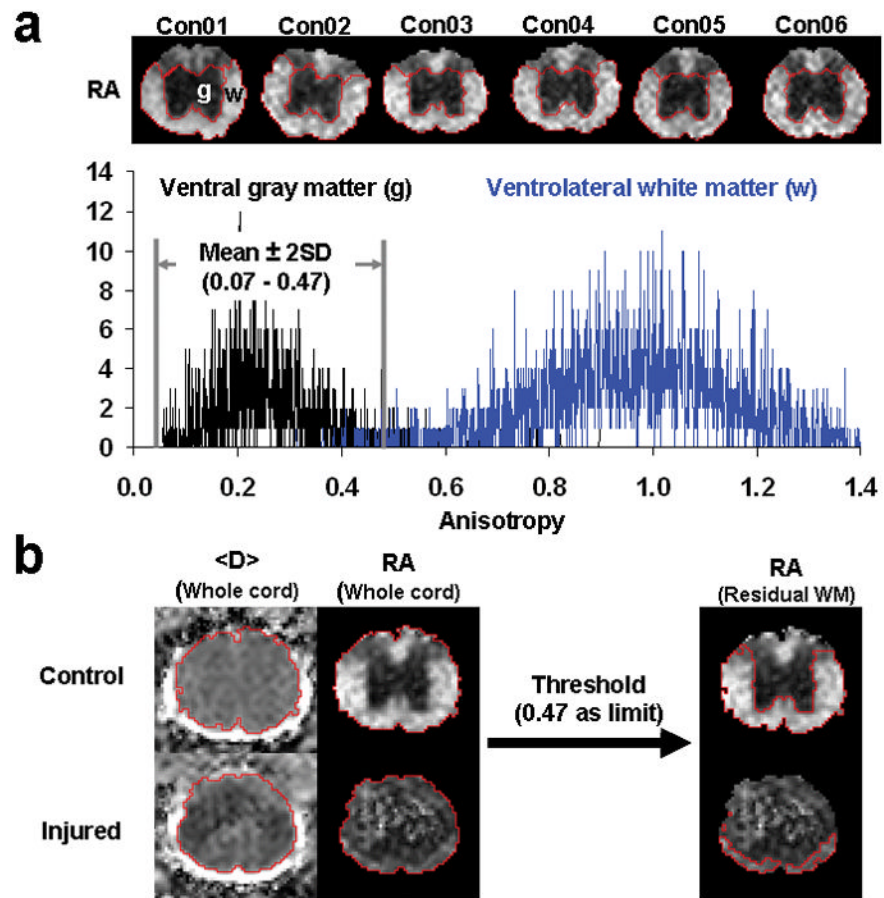 a
Con01 Con02 Con03 Con04 Con05 Con06
RA
g w
14
12
10
8
6
4
2
0
Ventral gray matter (g)
Ventrolateral white matter (w)
Mean ± 2SD
(0.07 - 0.47)
0.0 0.2 0.4 0.6 0.8 1.0 1.2 1.4
Anisotropy
b
<D>
(Whole cord)
RA
(Whole cord)
RA
(Residual WM)
Control
Threshold
(0.47 as limit)
Injured